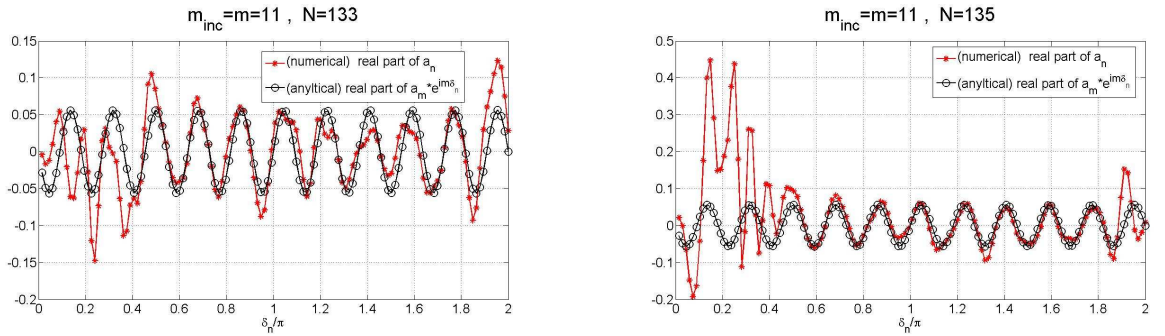 m_inc=m=11 , N=133
0.15
0.1
0.05
0
-0.05
-0.1
-0.15
-0.2
(numerical) real part of a_n
(anyltical) real part of a_m*e^imδ_n
0 0.2 0.4 0.6 0.8 1 1.2 1.4 1.6 1.8 2
δ_n/π
m_inc=m=11 , N=135
0.5
0.4
0.3
0.2
0.1
0
-0.1
-0.2
(numerical) real part of a_n
(anyltical) real part of a_m*e^imδ_n
0 0.2 0.4 0.6 0.8 1 1.2 1.4 1.6 1.8 2
δ_n/π